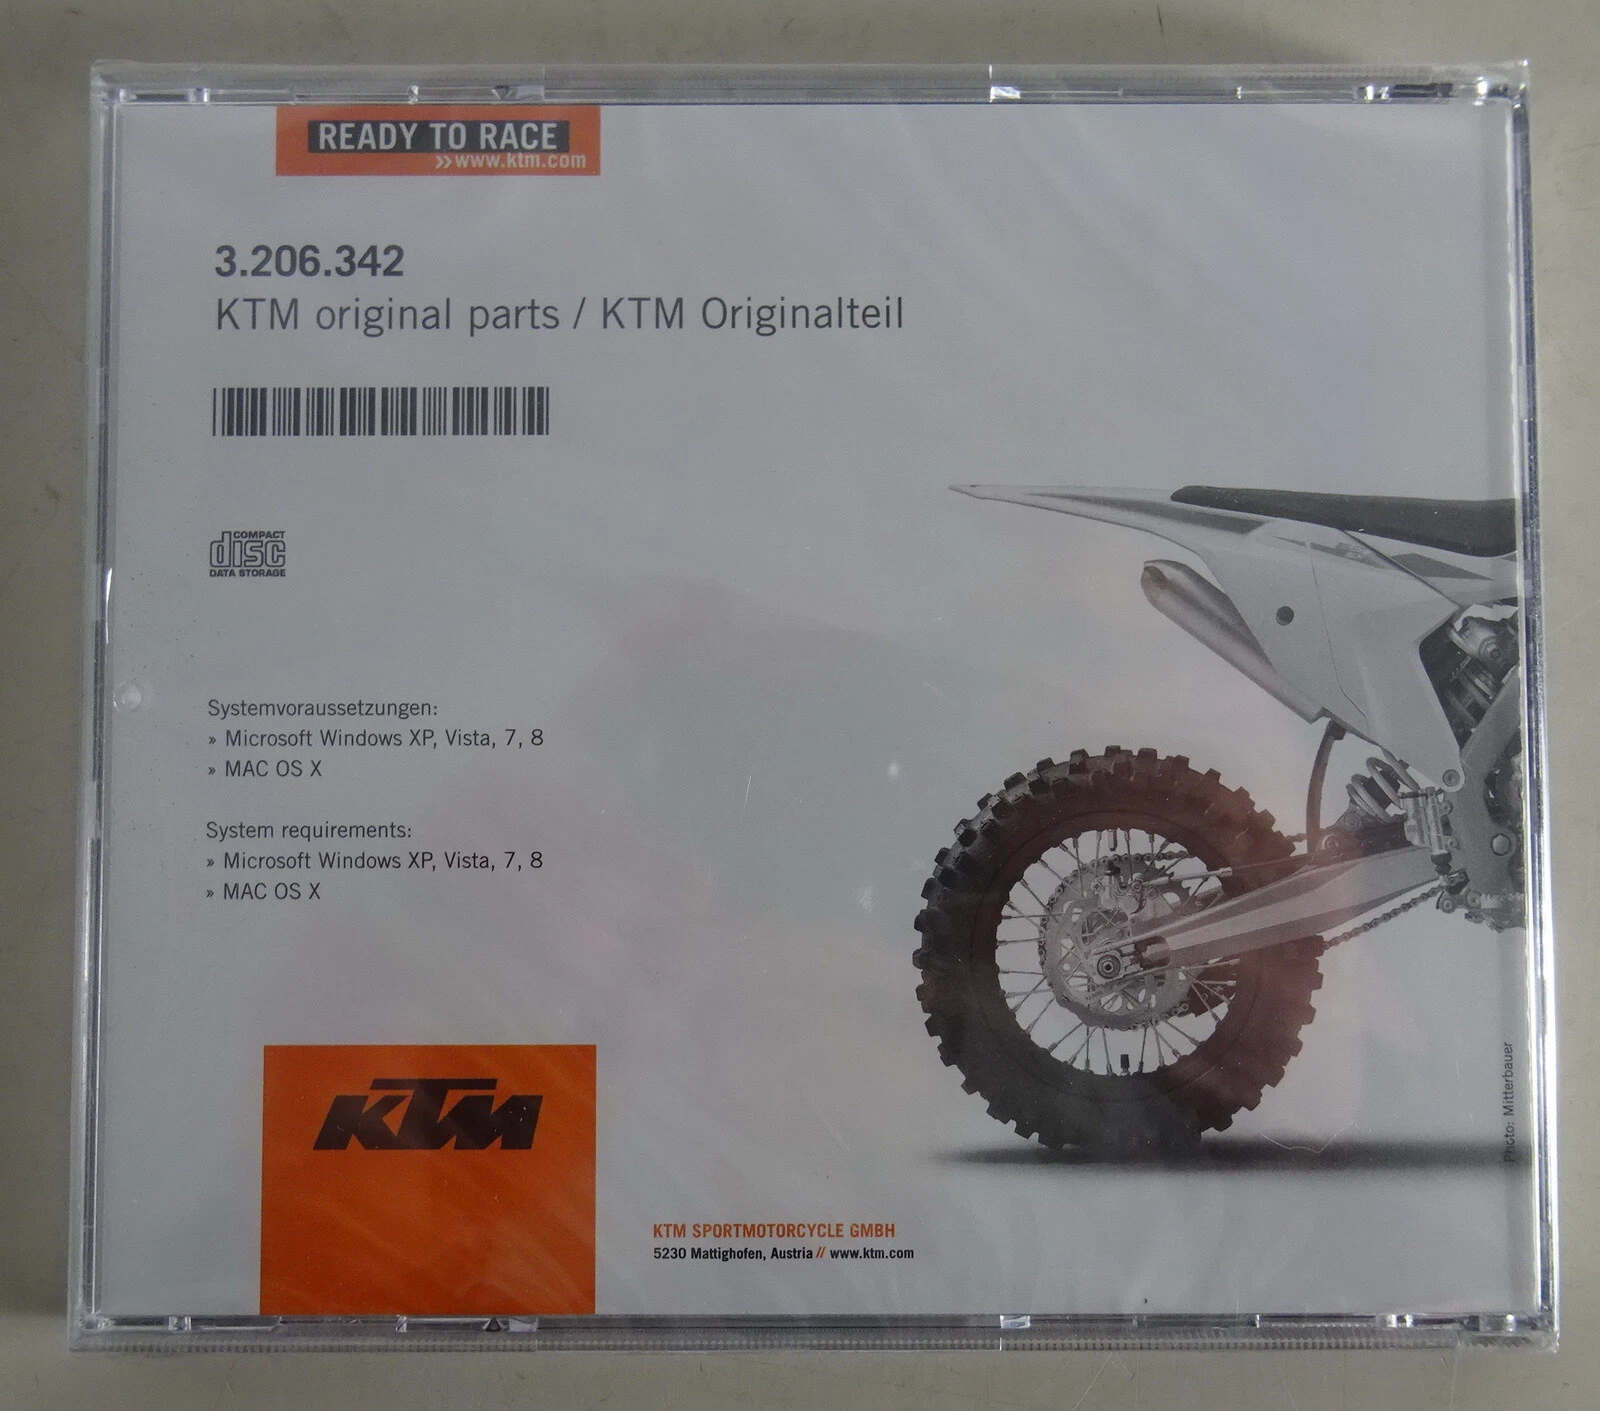 READY TO RACE
»www.ktm.com
3.206.342
KTM original parts / KTM Originalteil
COMPACT
disc
DATA STORAGE
Systemvoraussetzungen:
» Microsoft Windows XP, Vista, 7, 8
» MAC OS X
System requirements:
» Microsoft Windows XP, Vista, 7, 8
» MAC OS X
KTM
KTM SPORTMOTORCYCLE GMBH
5230 Mattighofen, Austria // www.ktm.com
Photo: Mitterbauer